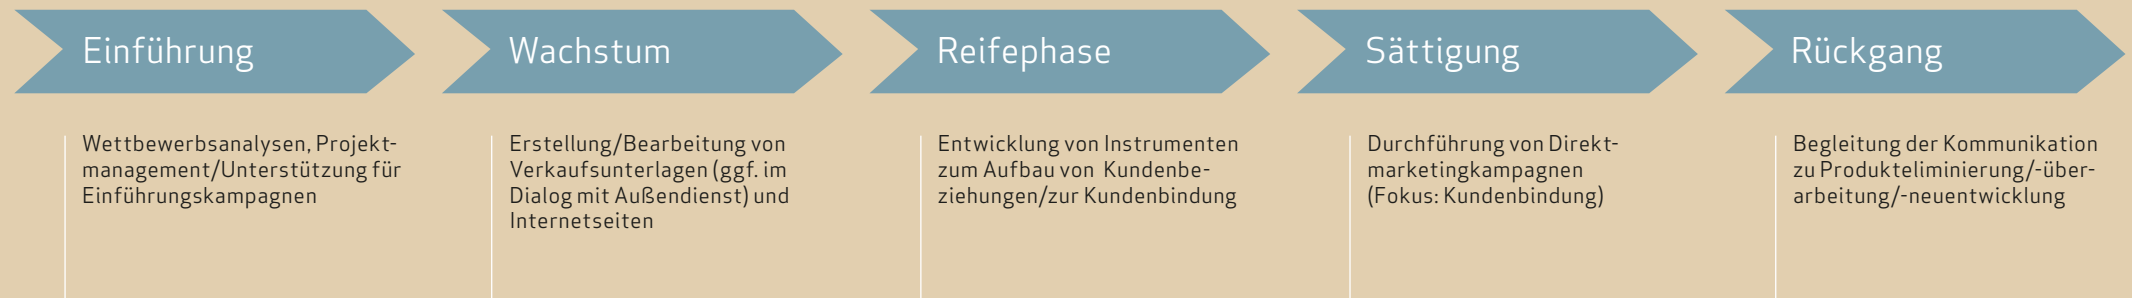 Einführung
Wettbewerbsanalysen, Projekt-
management/Unterstützung für
Einführungskampagnen
Wachstum
Erstellung/Bearbeitung von
Verkaufsunterlagen (ggf. im
Dialog mit Außendienst) und
Internetseiten
Reifephase
Entwicklung von Instrumenten
zum Aufbau von Kundenbe-
ziehungen/zur Kundenbindung
Sättigung
Durchführung von Direkt-
marketingkampagnen
(Fokus: Kundenbindung)
Rückgang
Begleitung der Kommunikation
zu Produkteliminierung/-über-
arbeitung/-neuentwicklung